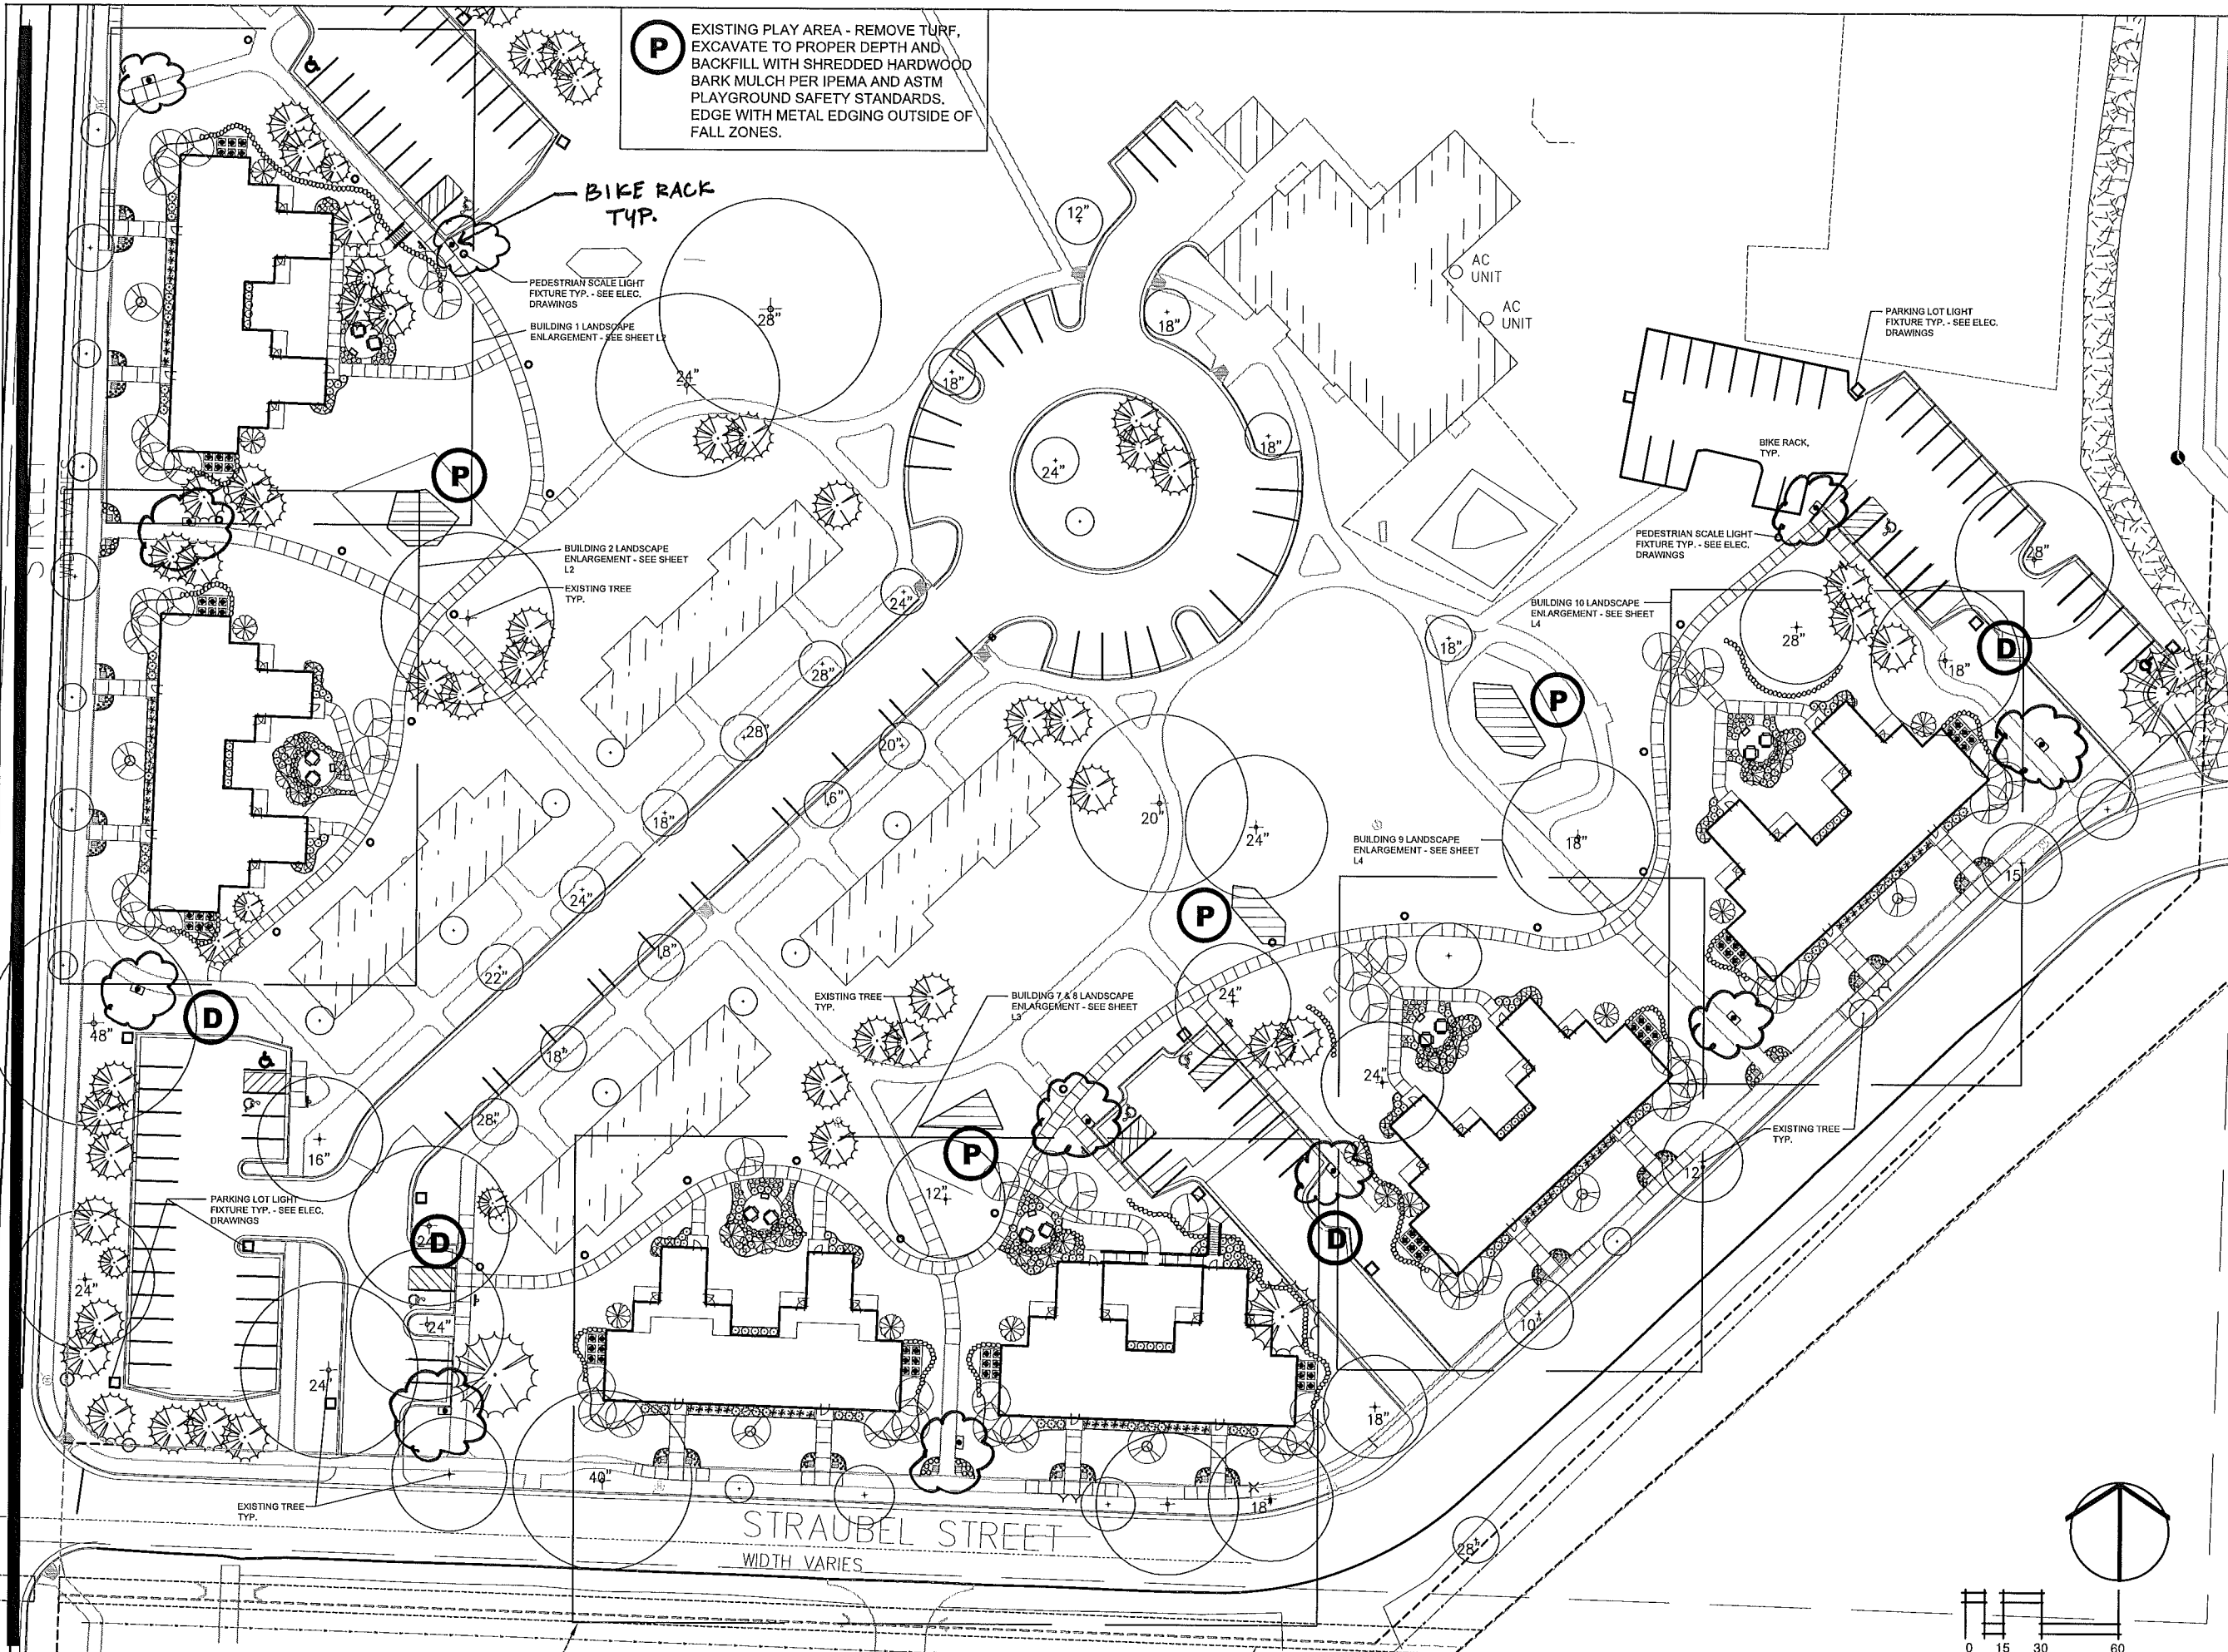 P
EXISTING PLAY AREA - REMOVE TURF,
EXCAVATE TO PROPER DEPTH AND
BACKFILL WITH SHREDDED HARDWOOD
BARK MULCH PER IPEMA AND ASTM
PLAYGROUND SAFETY STANDARDS.
EDGE WITH METAL EDGING OUTSIDE OF
FALL ZONES.
BIKE RACK
TYP.
12"
PEDESTRIAN SCALE LIGHT
FIXTURE TYP. - SEE ELEC.
DRAWINGS
28"
18"
AC
UNIT
AC
UNIT
PARKING LOT LIGHT
FIXTURE TYP. - SEE ELEC.
DRAWINGS
BUILDING 1 LANDSCAPE
ENLARGEMENT - SEE SHEET L2
24"
18"
18"
24"
BIKE RACK,
TYP.
P
STREET
WIDTH VARIES
BUILDING 2 LANDSCAPE
ENLARGEMENT - SEE SHEET
L2
EXISTING TREE
TYP.
24"
PEDESTRIAN SCALE LIGHT
FIXTURE TYP. - SEE ELEC.
DRAWINGS
28"
BUILDING 10 LANDSCAPE
ENLARGEMENT - SEE SHEET
L4
28"
18"
D
18"
P
28"
28"
20"
16"
18"
20"
24"
18"
BUILDING 9 LANDSCAPE
ENLARGEMENT - SEE SHEET
L4
15"
24"
P
18"
22"
EXISTING TREE
TYP.
BUILDING 7 & 8 LANDSCAPE
ENLARGEMENT - SEE SHEET
L3
24"
D
48"
18"
24"
28"
16"
P
EXISTING TREE
TYP.
12"
12"
PARKING LOT LIGHT
FIXTURE TYP. - SEE ELEC.
DRAWINGS
D
D
24"
24"
10"
24"
18"
40"
18"
EXISTING TREE
TYP.
STRAUBEL STREET
WIDTH VARIES
28"
0 15 30 60